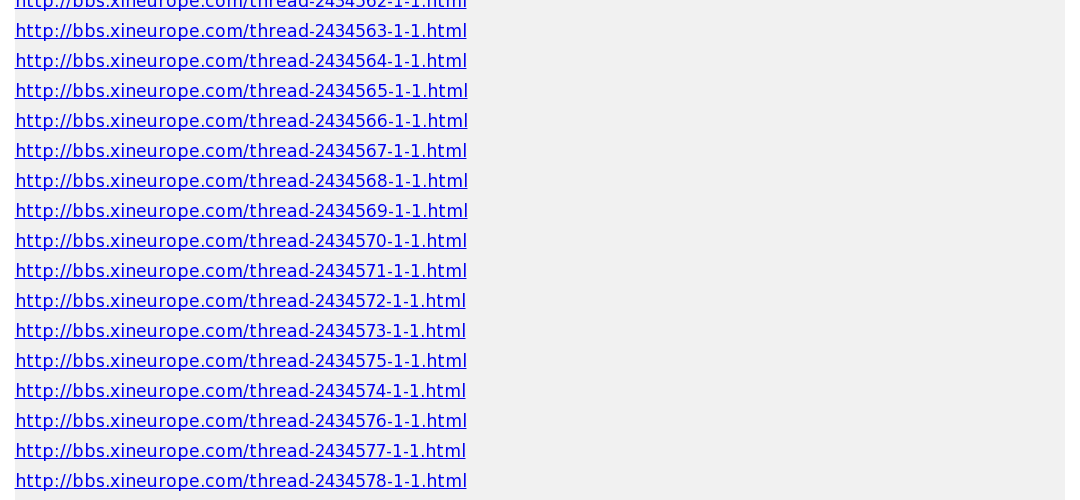 http://bbs.xineurope.com/thread-2434562-1-1.html
http://bbs.xineurope.com/thread-2434563-1-1.html
http://bbs.xineurope.com/thread-2434564-1-1.html
http://bbs.xineurope.com/thread-2434565-1-1.html
http://bbs.xineurope.com/thread-2434566-1-1.html
http://bbs.xineurope.com/thread-2434567-1-1.html
http://bbs.xineurope.com/thread-2434568-1-1.html
http://bbs.xineurope.com/thread-2434569-1-1.html
http://bbs.xineurope.com/thread-2434570-1-1.html
http://bbs.xineurope.com/thread-2434571-1-1.html
http://bbs.xineurope.com/thread-2434572-1-1.html
http://bbs.xineurope.com/thread-2434573-1-1.html
http://bbs.xineurope.com/thread-2434575-1-1.html
http://bbs.xineurope.com/thread-2434574-1-1.html
http://bbs.xineurope.com/thread-2434576-1-1.html
http://bbs.xineurope.com/thread-2434577-1-1.html
http://bbs.xineurope.com/thread-2434578-1-1.html